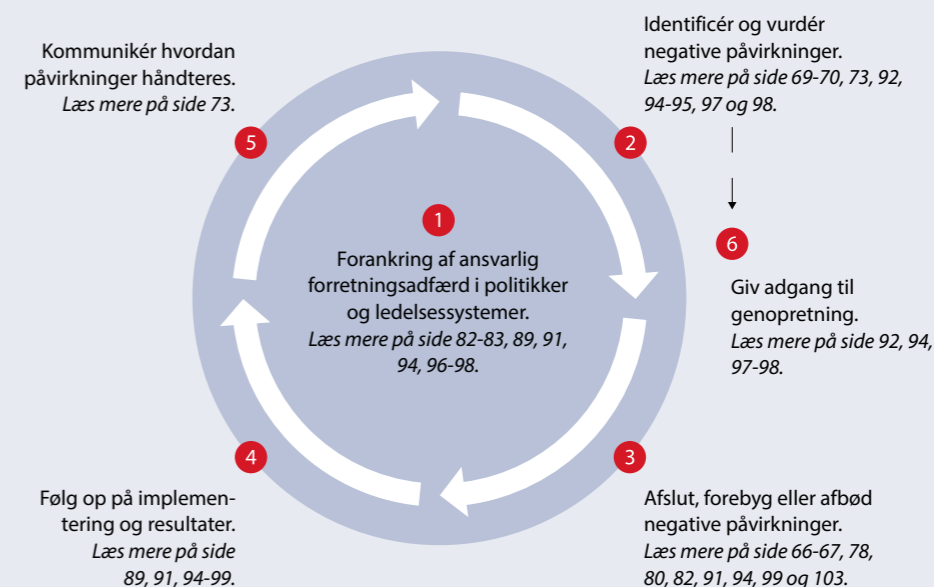 1
Forankring af ansvarlig
forretningsadfærd i politikker
og ledelsessystemer.
Læs mere på side 82-83, 89, 91,
94, 96-98.
2
Identificér og vurdér
negative påvirkninger.
Læs mere på side 69-70, 73, 92,
94-95, 97 og 98.
3
Afslut, forebyg eller afbød
negative påvirkninger.
Læs mere på side 66-67, 78,
80, 82, 91, 94, 99 og 103.
4
Følg op på implemen-
tering og resultater.
Læs mere på side
89, 91, 94-99.
5
Kommunikér hvordan
påvirkninger håndteres.
Læs mere på side 73.
6
Giv adgang til
genopretning.
Læs mere på side 92, 94,
97-98.